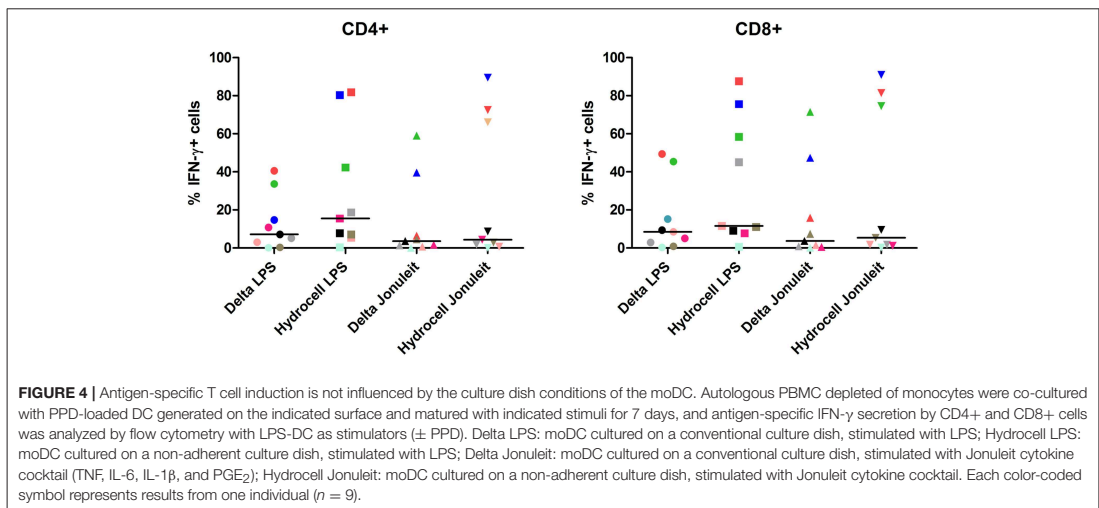 CD4+
CD8+
% IFN-γ+ cells
100
80
60
40
20
0
Delta LPS
Hydrocell LPS
Delta Jonuleit
Hydrocell Jonuleit
% IFN-γ+ cells
100
80
60
40
20
0
Delta LPS
Hydrocell LPS
Delta Jonuleit
Hydrocell Jonuleit
FIGURE 4 | Antigen-specific T cell induction is not influenced by the culture dish conditions of the moDC. Autologous PBMC depleted of monocytes were co-cultured
with PPD-loaded DC generated on the indicated surface and matured with indicated stimuli for 7 days, and antigen-specific IFN-γ secretion by CD4+ and CD8+ cells
was analyzed by flow cytometry with LPS-DC as stimulators (± PPD). Delta LPS: moDC cultured on a conventional culture dish, stimulated with LPS; Hydrocell LPS:
moDC cultured on a non-adherent culture dish, stimulated with LPS; Delta Jonuleit: moDC cultured on a conventional culture dish, stimulated with Jonuleit cytokine
cocktail (TNF, IL-6, IL-1β, and PGE₂); Hydrocell Jonuleit: moDC cultured on a non-adherent culture dish, stimulated with Jonuleit cytokine cocktail. Each color-coded
symbol represents results from one individual (n = 9).